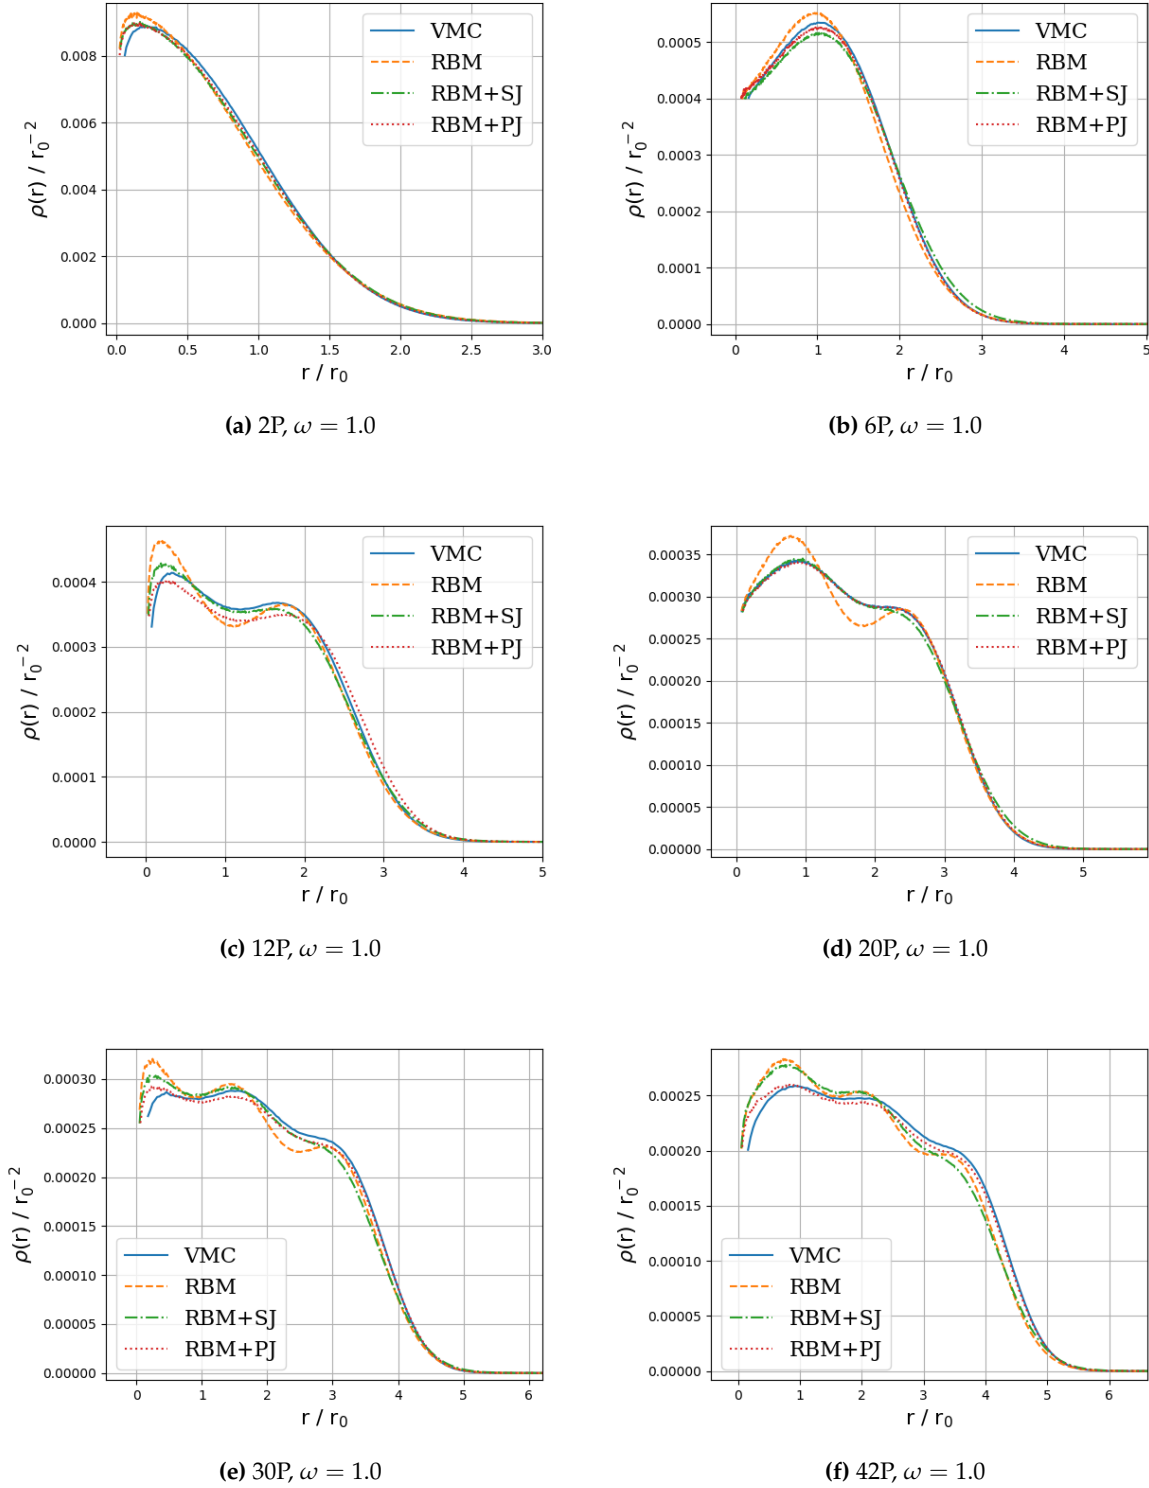 0.008
0.006
0.004
0.002
0.000
ρ(r) / r₀⁻²
VMC
RBM
RBM+SJ
RBM+PJ
0.0 0.5 1.0 1.5 2.0 2.5 3.0
r / r₀
(a) 2P, ω = 1.0
0.0005
0.0004
0.0003
0.0002
0.0001
0.0000
ρ(r) / r₀⁻²
VMC
RBM
RBM+SJ
RBM+PJ
0 1 2 3 4 5
r / r₀
(b) 6P, ω = 1.0
0.0004
0.0003
0.0002
0.0001
0.0000
ρ(r) / r₀⁻²
VMC
RBM
RBM+SJ
RBM+PJ
0 1 2 3 4 5
r / r₀
(c) 12P, ω = 1.0
0.00035
0.00030
0.00025
0.00020
0.00015
0.00010
0.00005
0.00000
ρ(r) / r₀⁻²
VMC
RBM
RBM+SJ
RBM+PJ
0 1 2 3 4 5
r / r₀
(d) 20P, ω = 1.0
0.00030
0.00025
0.00020
0.00015
0.00010
0.00005
0.00000
ρ(r) / r₀⁻²
VMC
RBM
RBM+SJ
RBM+PJ
0 1 2 3 4 5 6
r / r₀
(e) 30P, ω = 1.0
0.00025
0.00020
0.00015
0.00010
0.00005
0.00000
ρ(r) / r₀⁻²
VMC
RBM
RBM+SJ
RBM+PJ
0 1 2 3 4 5 6
r / r₀
(f) 42P, ω = 1.0